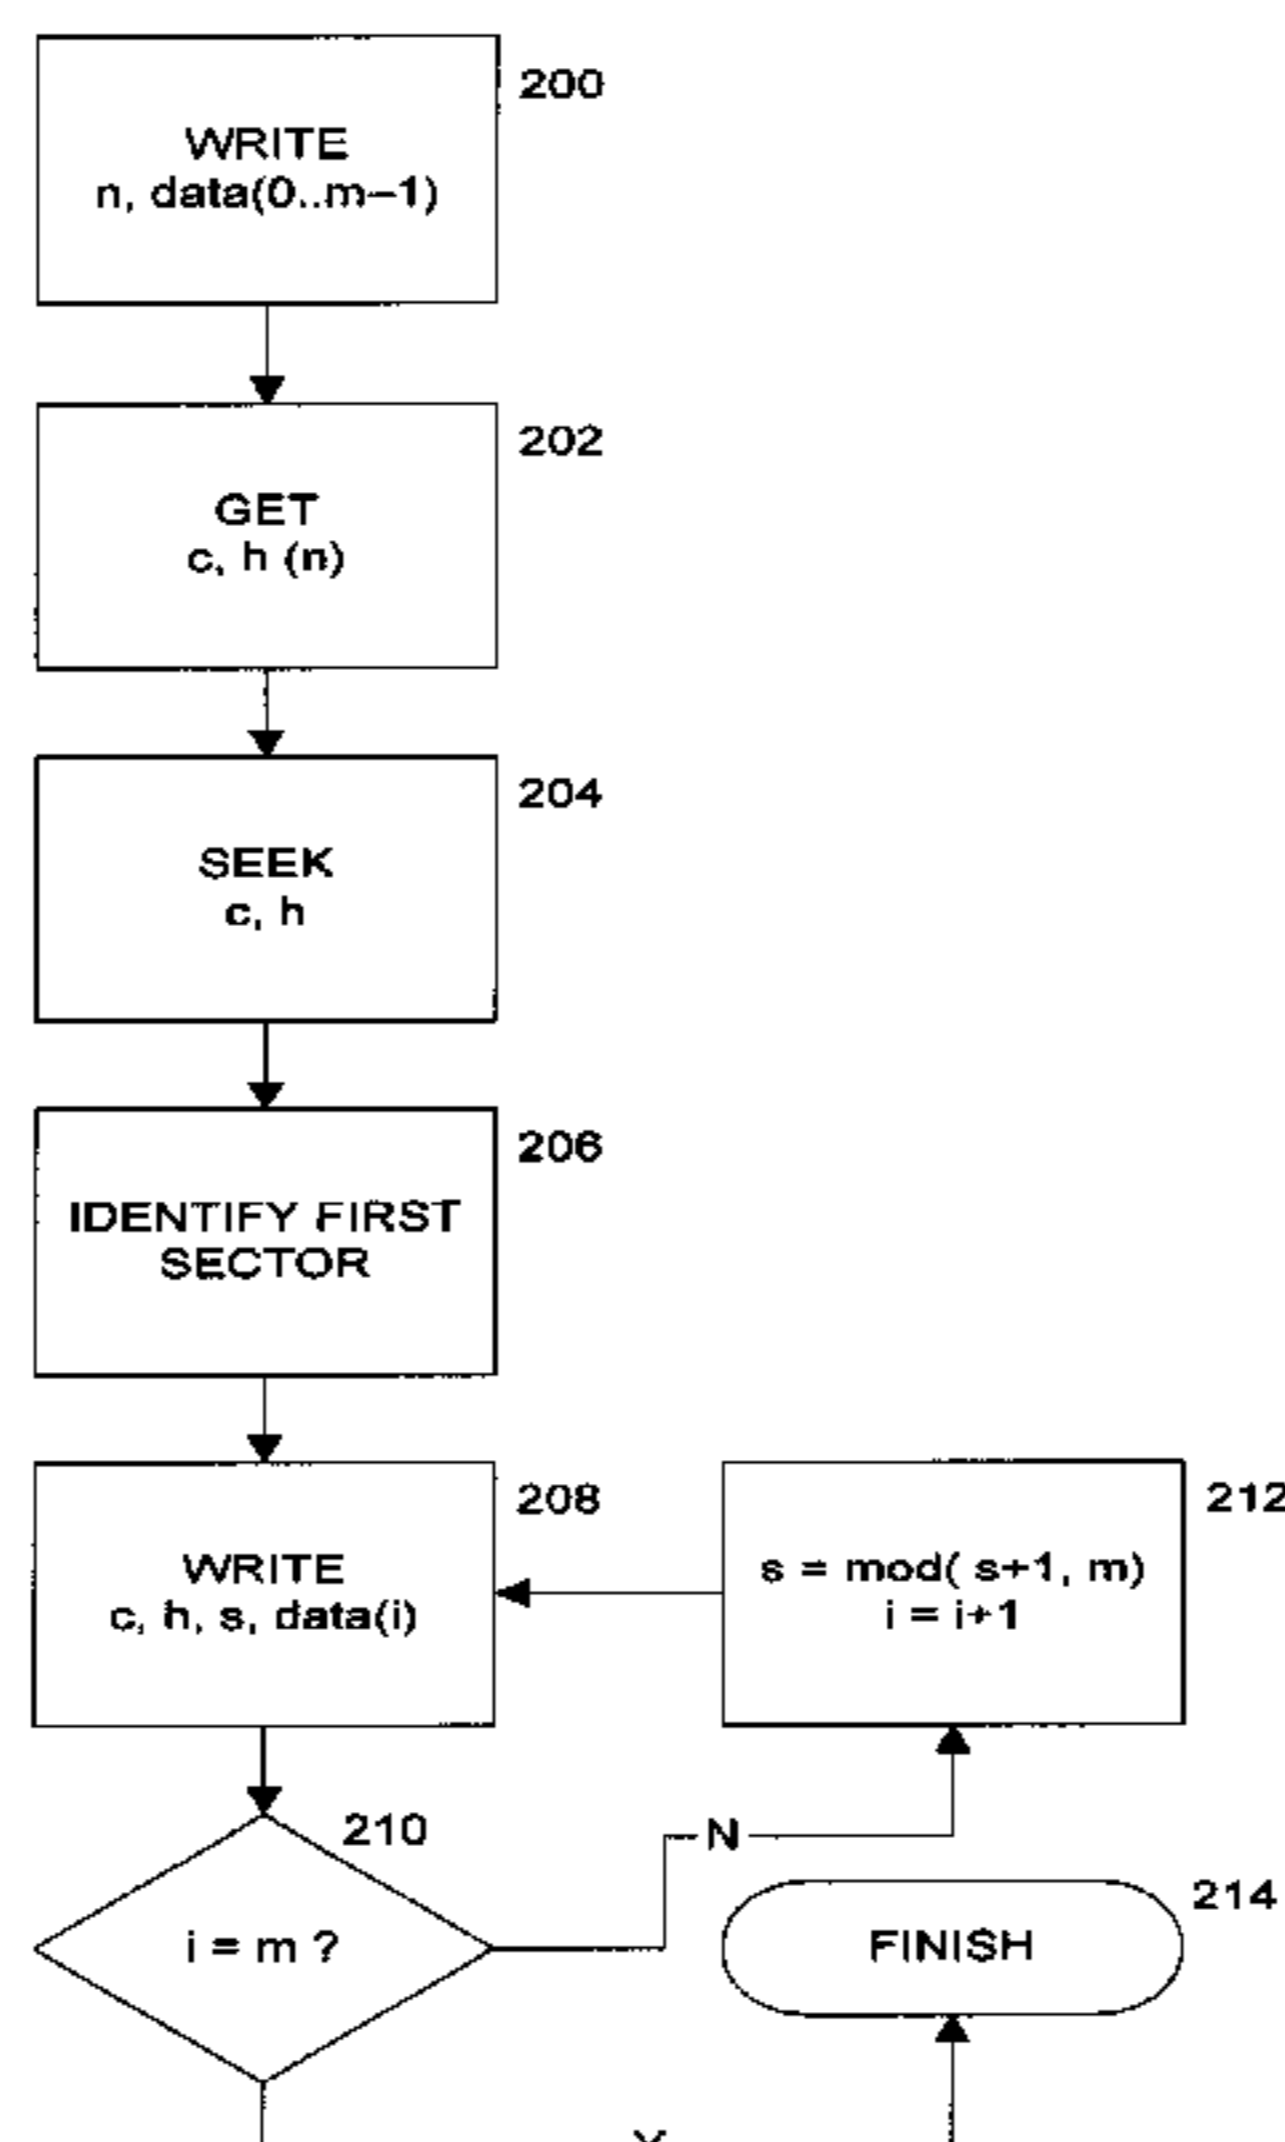 200
WRITE
n, data(0..m–1)
202
GET
c, h (n)
204
SEEK
c, h
206
IDENTIFY FIRST
SECTOR
208
WRITE
c, h, s, data(i)
212
s = mod( s+1, m)
i = i+1
210
i = m ?
N
214
FINISH
Y